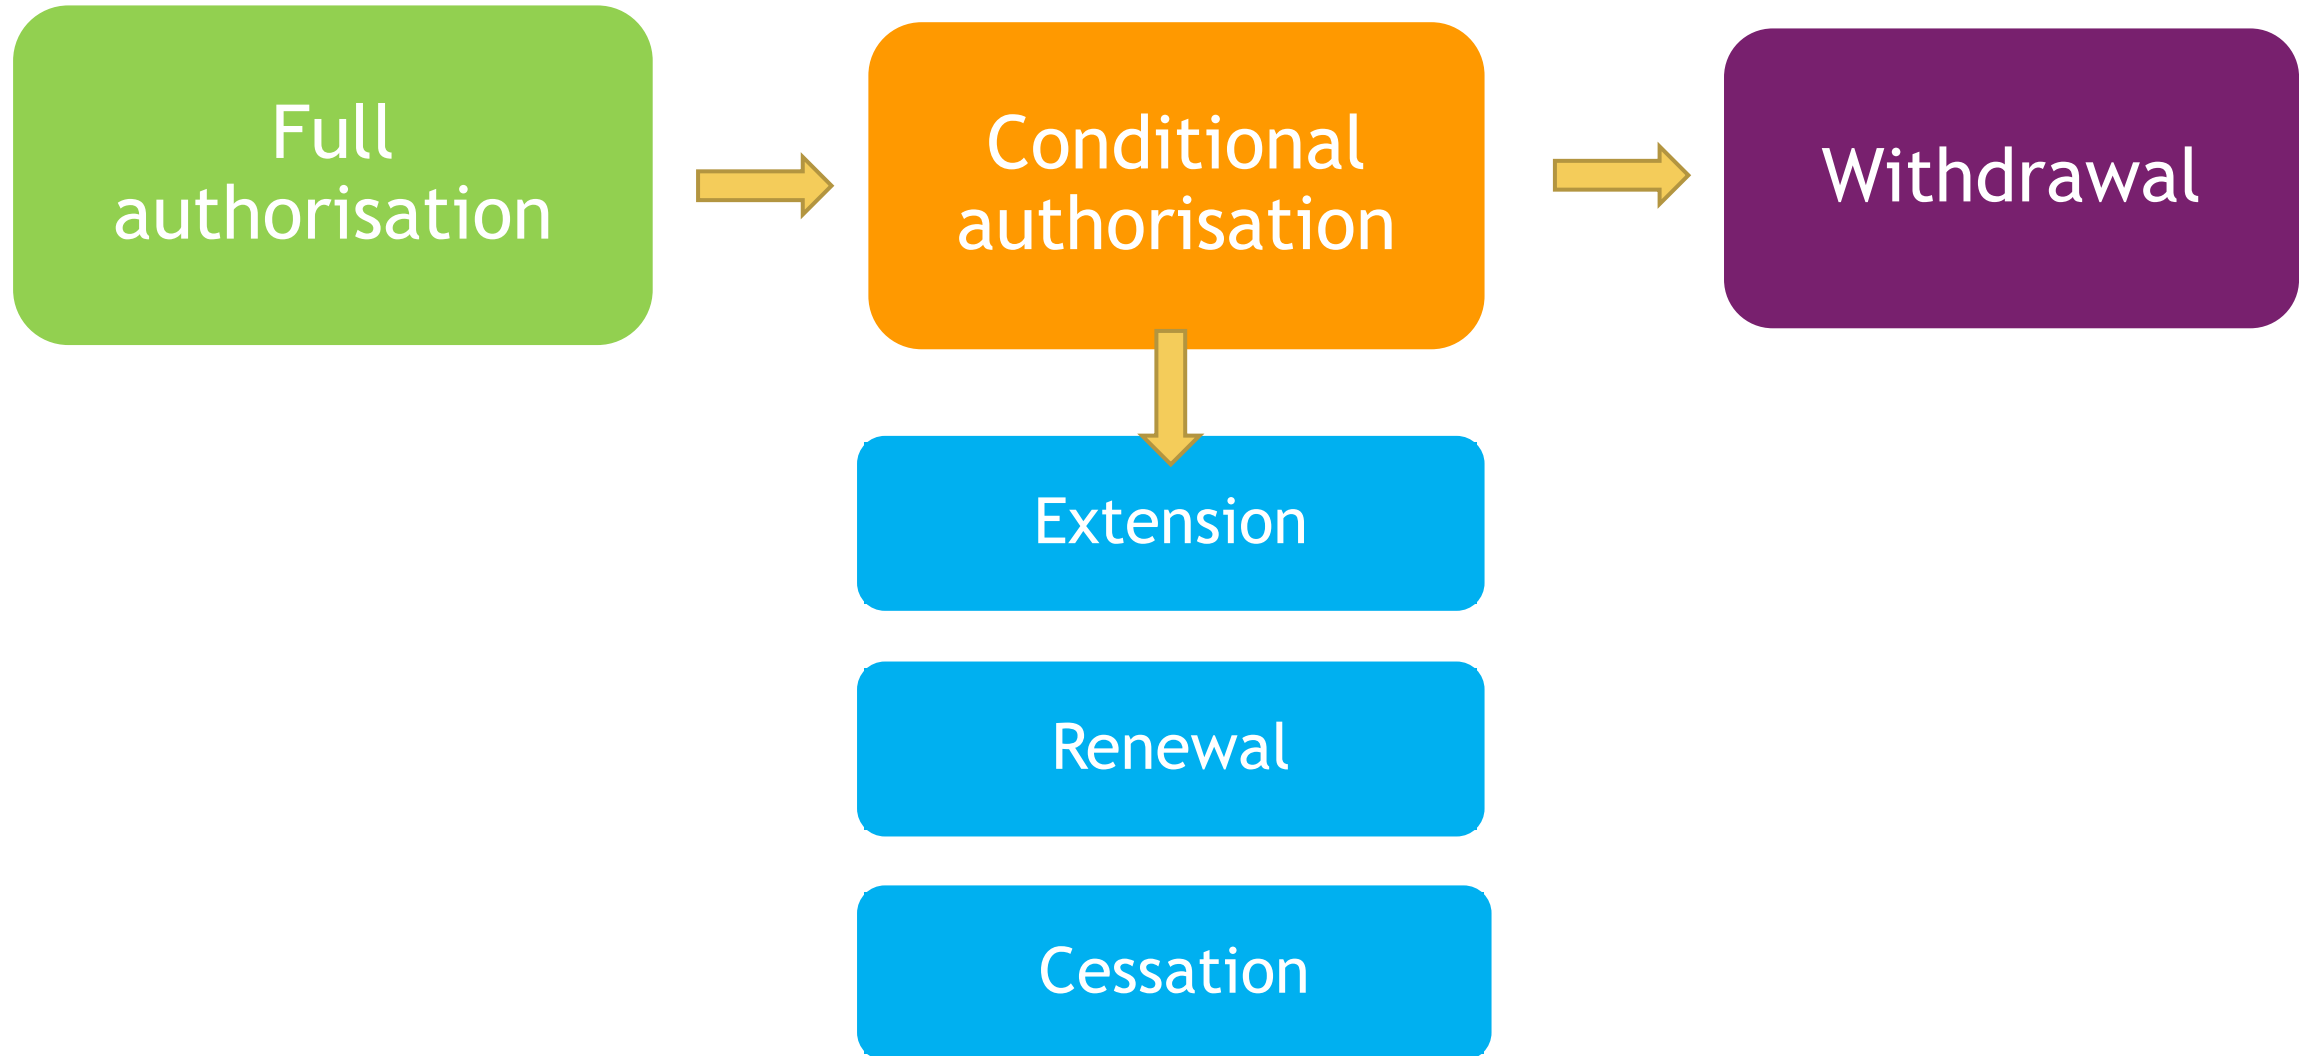 Full
authorisation
Conditional
authorisation
Withdrawal
Extension
Renewal
Cessation